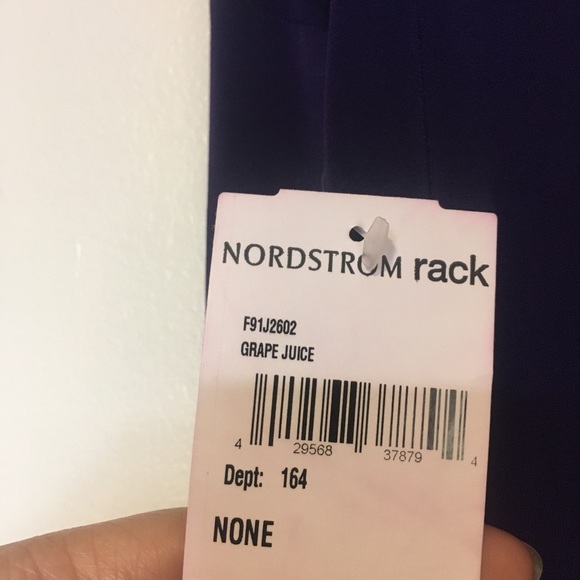 NORDSTROM rack
F91J2602
GRAPE JUICE
4 29568 37879 4
Dept: 164
NONE